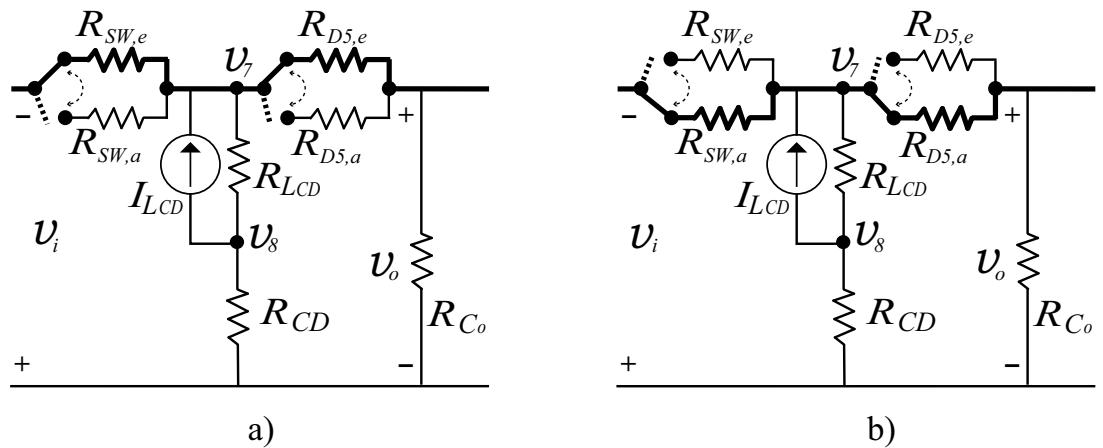 R_{SW,e} R_{D5,e} R_{SW,e} R_{D5,e}
v_7 v_7
− + − +
R_{SW,a} R_{D5,a} R_{SW,a} R_{D5,a}
I_{LCD} R_{LCD} I_{LCD} R_{LCD}
v_i v_8 v_i v_8
v_o v_o
R_{CD} R_{Co} R_{CD} R_{Co}
+ − + −
a) b)